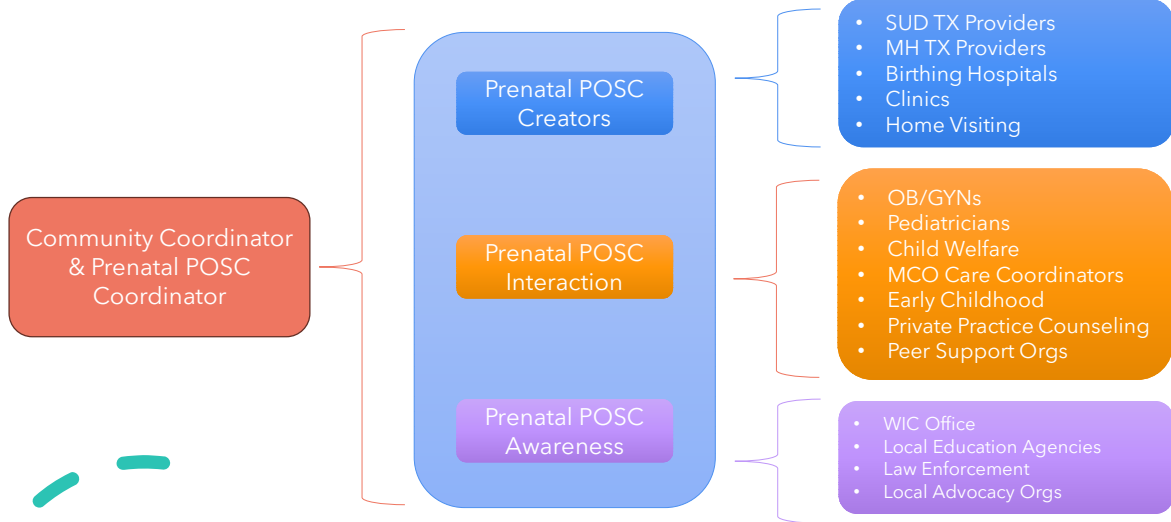 Community Coordinator
& Prenatal POSC
Coordinator
Prenatal POSC
Creators
• SUD TX Providers
• MH TX Providers
• Birthing Hospitals
• Clinics
• Home Visiting
Prenatal POSC
Interaction
• OB/GYNs
• Pediatricians
• Child Welfare
• MCO Care Coordinators
• Early Childhood
• Private Practice Counseling
• Peer Support Orgs
Prenatal POSC
Awareness
• WIC Office
• Local Education Agencies
• Law Enforcement
• Local Advocacy Orgs